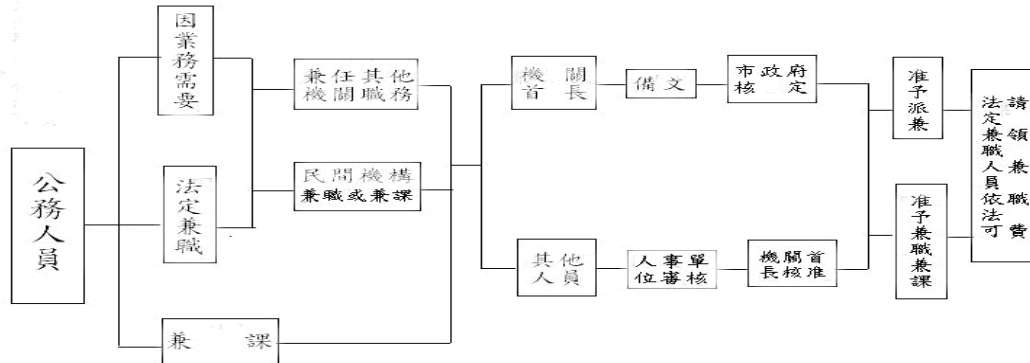 公務人員
因業務需要
法定兼職
兼課
兼任其他
機關職務
民間機構
兼職或兼課
機關
首長
備文
市政府
核定
其他
人員
人事單
位審核
機關首
長核准
准予派兼
准予兼職兼課
請領兼職費
法定兼職人員依法可